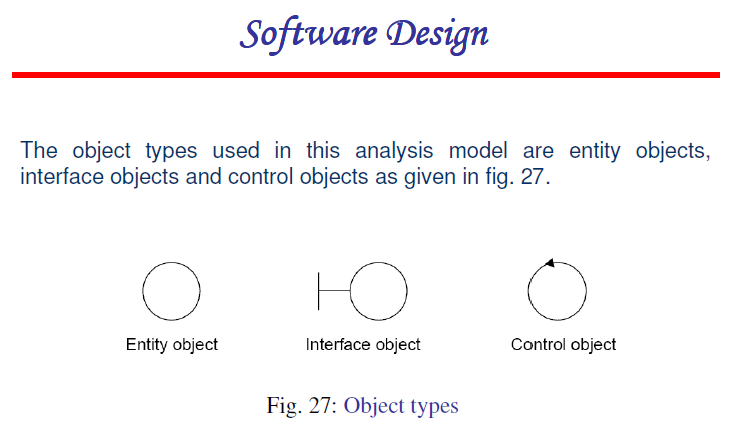 Software Design
The object types used in this analysis model are entity objects,
interface objects and control objects as given in fig. 27.
Entity object
Interface object
Control object
Fig. 27: Object types